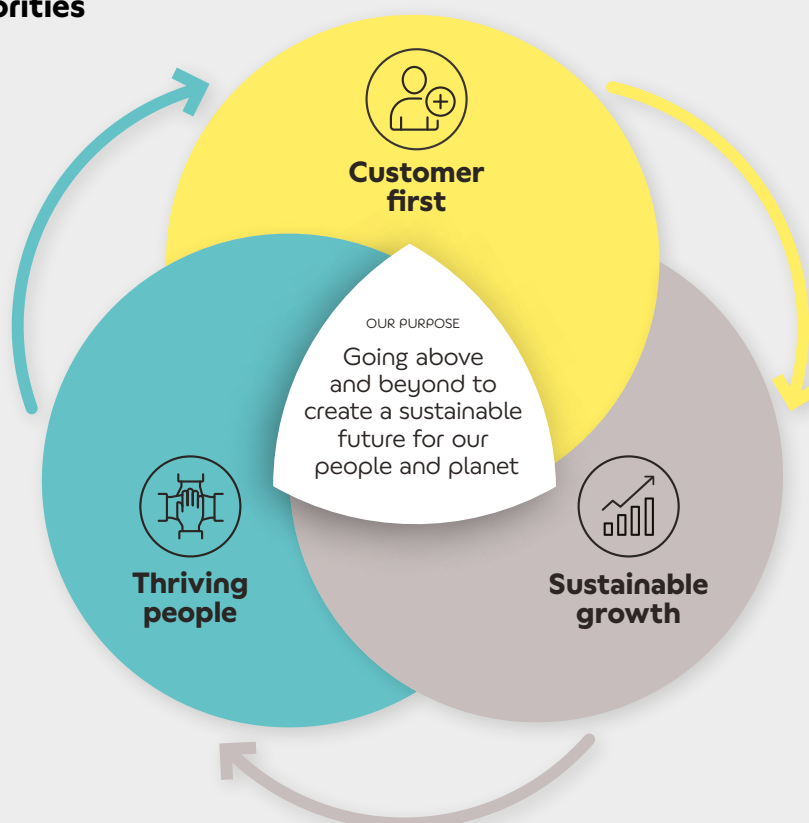 orities
Customer
first
OUR PURPOSE
Going above
and beyond to
create a sustainable
future for our
people and planet
Thriving
people
Sustainable
growth